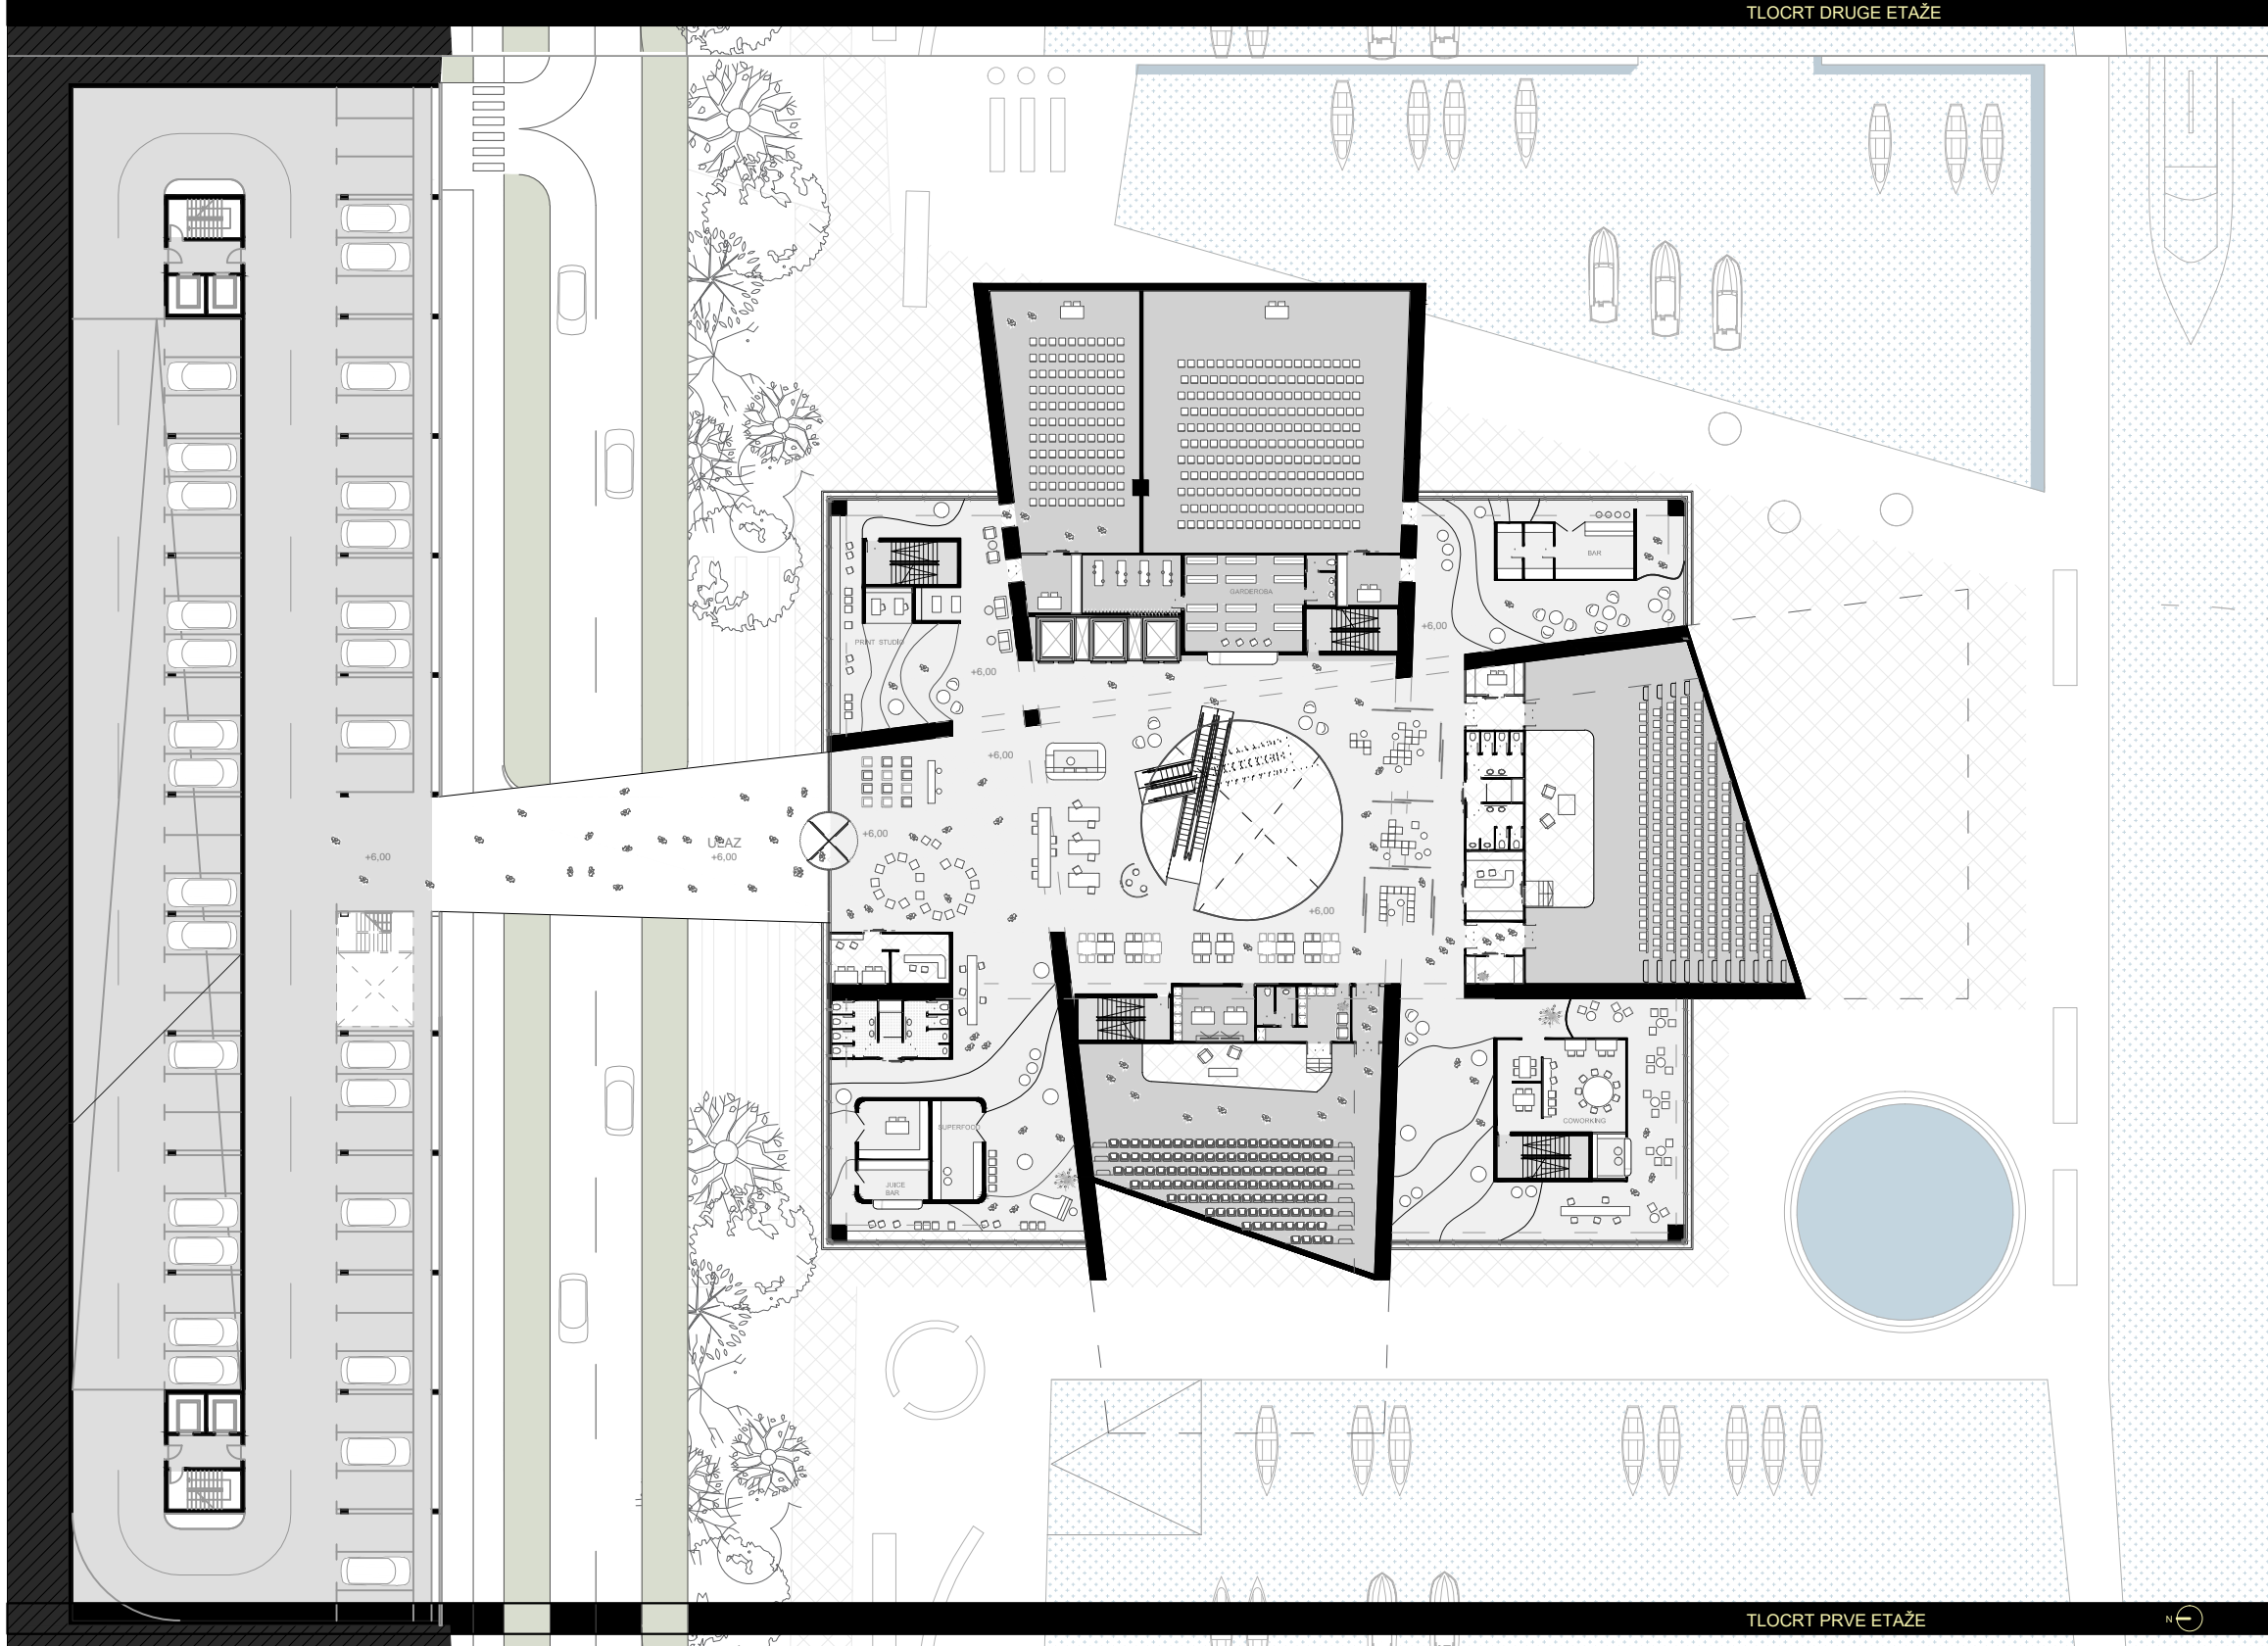 TLOCRT DRUGE ETAŽE
BAR
GARDEROBA
+6,00
PRINT STUDIO
+6,00
+6,00
+6,00
ULAZ
+6,00
+6,00
+6,00
COWORKING
SUPERFOOD
JUICE
BAR
TLOCRT PRVE ETAŽE
N